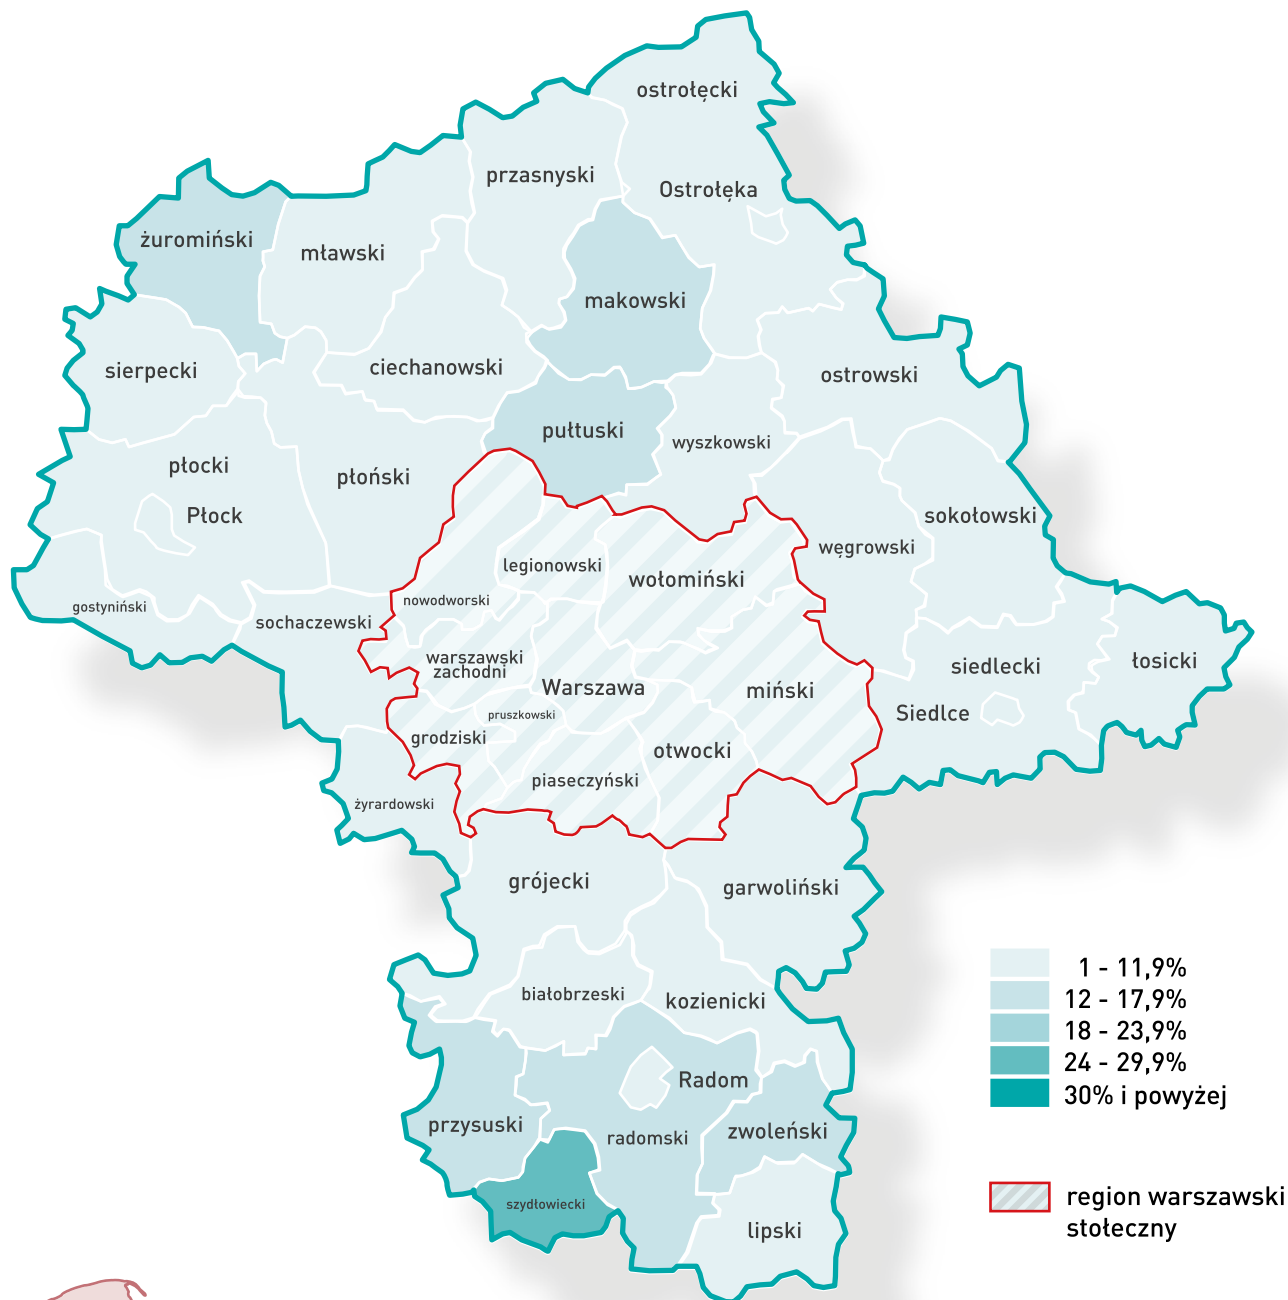 ostrołęcki
przasnyski
Ostrołęka
żuromiński
mławski
makowski
sierpecki
ciechanowski
ostrowski
pułtuski
wyszkowski
płocki
płoński
Płock
sokołowski
węgrowski
legionowski
wołomiński
nowodworski
gostyniński
sochaczewski
warszawski
zachodni
siedlecki
łosicki
Warszawa
miński
Siedlce
pruszkowski
grodziski
otwocki
piaseczyński
żyrardowski
grójecki
garwoliński
białobrzeski
kozienicki
Radom
przysuski
radomski
zwoleński
szydłowiecki
lipski
1 - 11,9%
12 - 17,9%
18 - 23,9%
24 - 29,9%
30% i powyżej
region warszawski
stołeczny